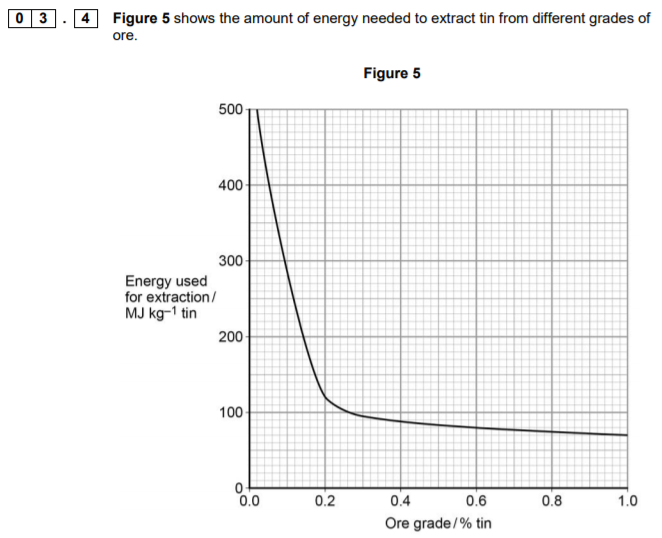 0 3 . 4 Figure 5 shows the amount of energy needed to extract tin from different grades of
ore.
Figure 5
500
400
300
200
100
0
Energy used
for extraction /
MJ kg–1 tin
0.0 0.2 0.4 0.6 0.8 1.0
Ore grade / % tin